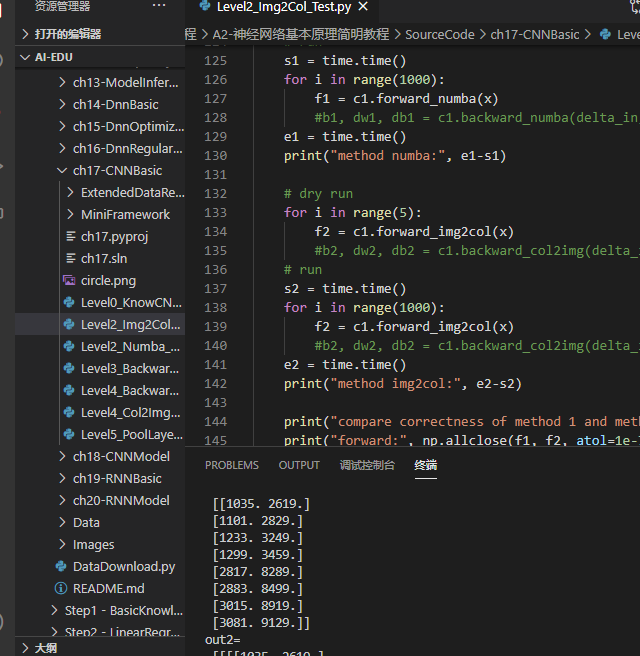 资源管理器
···
打开的编辑器
AI-EDU
ch13-ModelInfer...
ch14-DnnBasic
ch15-DnnOptimiz...
ch16-DnnRegular...
ch17-CNNBasic
ExtendedDataRe...
MiniFramework
ch17.pyproj
ch17.sln
circle.png
Level0_KnowCN...
Level2_Img2Col...
Level2_Numba_...
Level3_Backwar...
Level4_Backwar...
Level4_Col2Img...
Level5_PoolLaye...
ch18-CNNModel
ch19-RNNBasic
ch20-RNNModel
Data
Images
DataDownload.py
README.md
Step1 - BasicKnowl...
Step2 - LinearRegr...
大纲
Level2_Img2Col_Test.py
程 > A2-神经网络基本原理简明教程 > SourceCode > ch17-CNNBasic > Leve
125 s1 = time.time()
126 for i in range(1000):
127 f1 = c1.forward_numba(x)
128 #b1, dw1, db1 = c1.backward_numba(delta_in,
129 e1 = time.time()
130 print("method numba:", e1-s1)
131
132 # dry run
133 for i in range(5):
134 f2 = c1.forward_img2col(x)
135 #b2, dw2, db2 = c1.backward_col2img(delta_i
136 # run
137 s2 = time.time()
138 for i in range(1000):
139 f2 = c1.forward_img2col(x)
140 #b2, dw2, db2 = c1.backward_col2img(delta_i
141 e2 = time.time()
142 print("method img2col:", e2-s2)
143
144 print("compare correctness of method 1 and meth
145 print("forward:", np.allclose(f1, f2, atol=1e-7
PROBLEMS OUTPUT 调试控制台 终端
[[1035. 2619.]
[1101. 2829.]
[1233. 3249.]
[1299. 3459.]
[2817. 8289.]
[2883. 8499.]
[3015. 8919.]
[3081. 9129.]]
out2=
[[[[1035. 2619.]